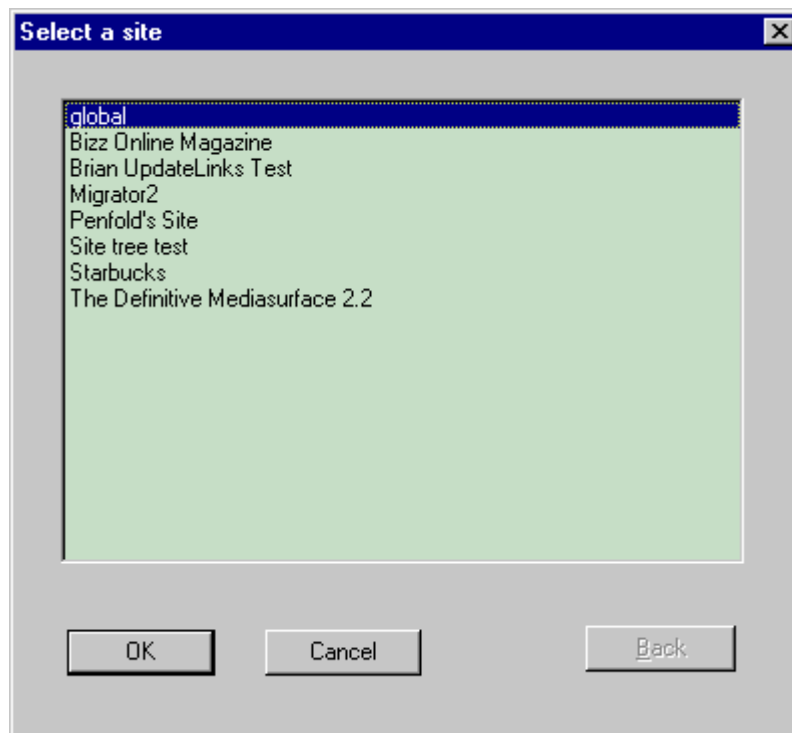 Select a site
global
Bizz Online Magazine
Brian UpdateLinks Test
Migrator2
Penfold's Site
Site tree test
Starbucks
The Definitive Mediasurface 2.2
OK Cancel Back